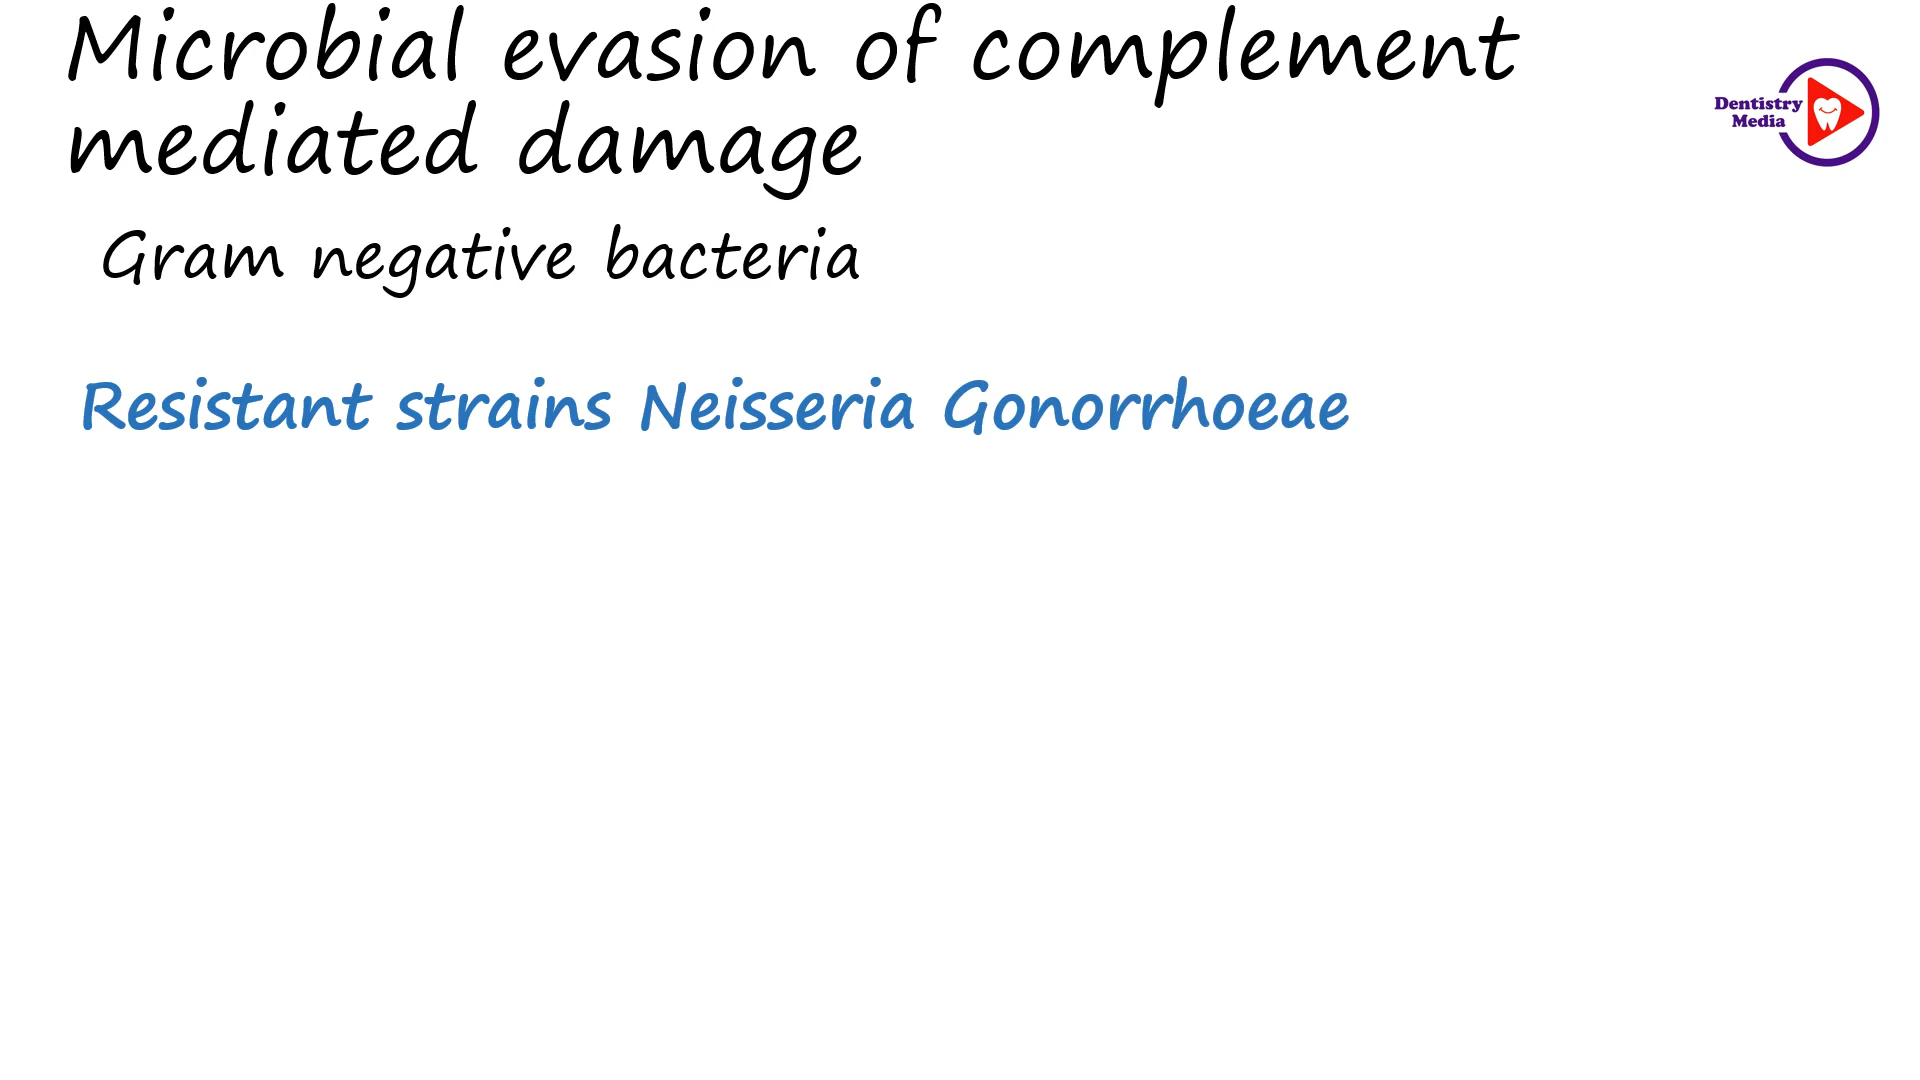 Microbial evasion of complement
mediated damage
Dentistry
Media
Gram negative bacteria
Resistant strains Neisseria Gonorrhoeae